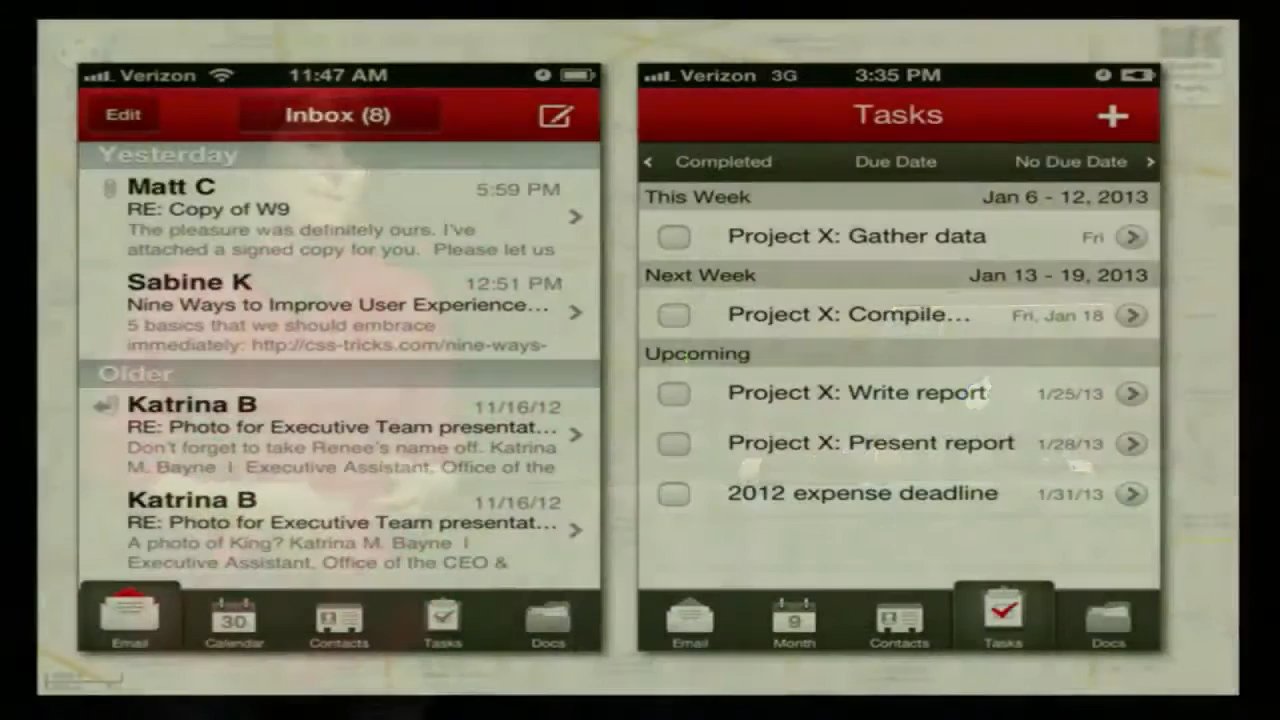 Verizon 11:47 AM
Edit Inbox (8)
Yesterday
Matt C 5:59 PM
RE: Copy of W9
The pleasure was definitely ours. I've
attached a signed copy for you. Please let us
Sabine K 12:51 PM
Nine Ways to Improve User Experience...
5 basics that we should embrace
immediately: http://css-tricks.com/nine-ways-
Older
Katrina B 11/16/12
RE: Photo for Executive Team presentat...
Don't forget to take Renee's name off. Katrina
M. Bayne | Executive Assistant, Office of the
Katrina B 11/16/12
RE: Photo for Executive Team presentat...
A photo of King? Katrina M. Bayne |
Executive Assistant, Office of the CEO &
30
Email Calendar Contacts Tasks Docs
Verizon 3G 3:35 PM
Tasks +
Completed Due Date No Due Date
This Week Jan 6 - 12, 2013
Project X: Gather data Fri
Next Week Jan 13 - 19, 2013
Project X: Compile... Fri, Jan 18
Upcoming
Project X: Write report 1/25/13
Project X: Present report 1/28/13
2012 expense deadline 1/31/13
9
Email Month Contacts Tasks Docs